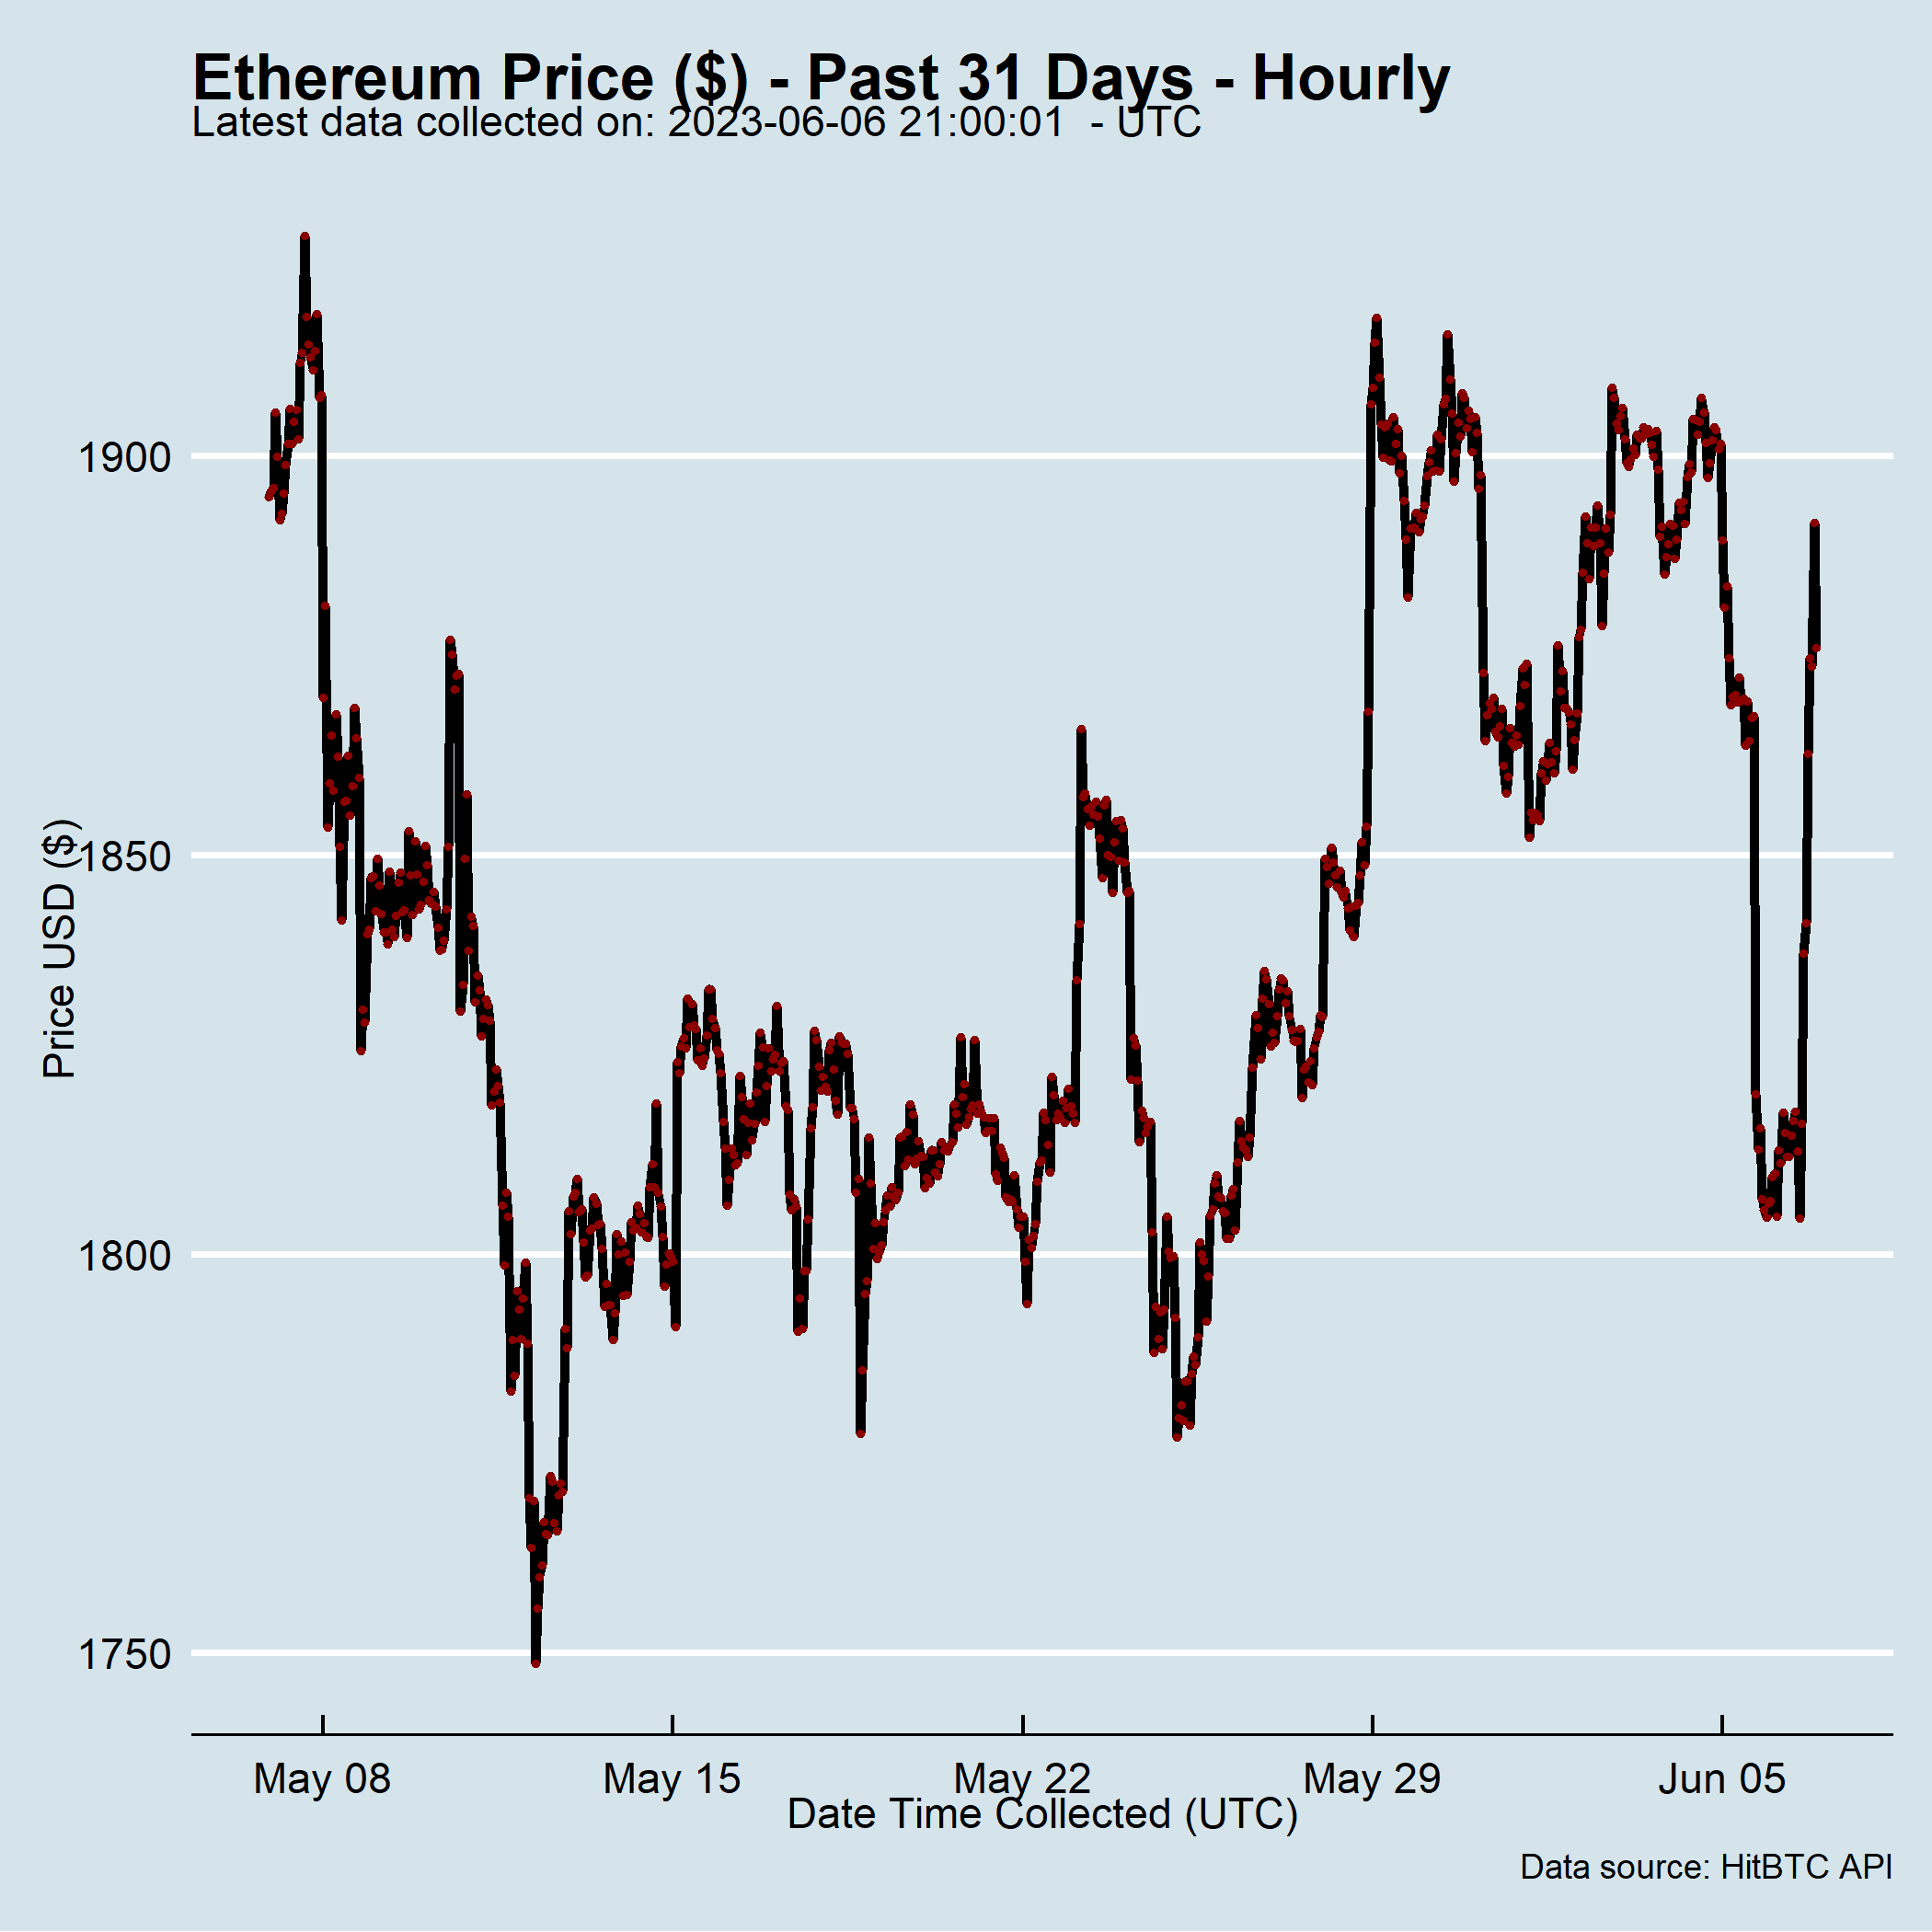 Ethereum Price ($) - Past 31 Days - Hourly
Latest data collected on: 2023-06-06 21:00:01  - UTC
Price USD ($)
1900
1850
1800
1750
May 08
May 15
May 22
May 29
Jun 05
Date Time Collected (UTC)
Data source: HitBTC API